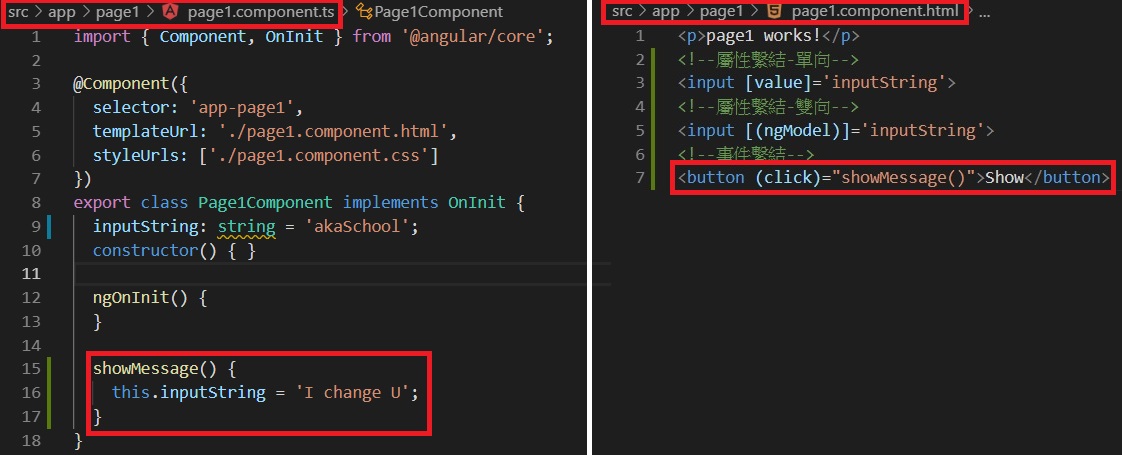 src > app > page1 > page1.component.ts > Page1Component
1 import { Component, OnInit } from '@angular/core';
2
3 @Component({
4 selector: 'app-page1',
5 templateUrl: './page1.component.html',
6 styleUrls: ['./page1.component.css']
7 })
8 export class Page1Component implements OnInit {
9 inputString: string = 'akaSchool';
10 constructor() { }
11
12 ngOnInit() {
13 }
14
15 showMessage() {
16 this.inputString = 'I change U';
17 }
18 }
src > app > page1 > page1.component.html > ...
1 <p>page1 works!</p>
2 <!--屬性繫結-單向-->
3 <input [value]='inputString'>
4 <!--屬性繫結-雙向-->
5 <input [(ngModel)]='inputString'>
6 <!--事件繫結-->
7 <button (click)="showMessage()">Show</button>